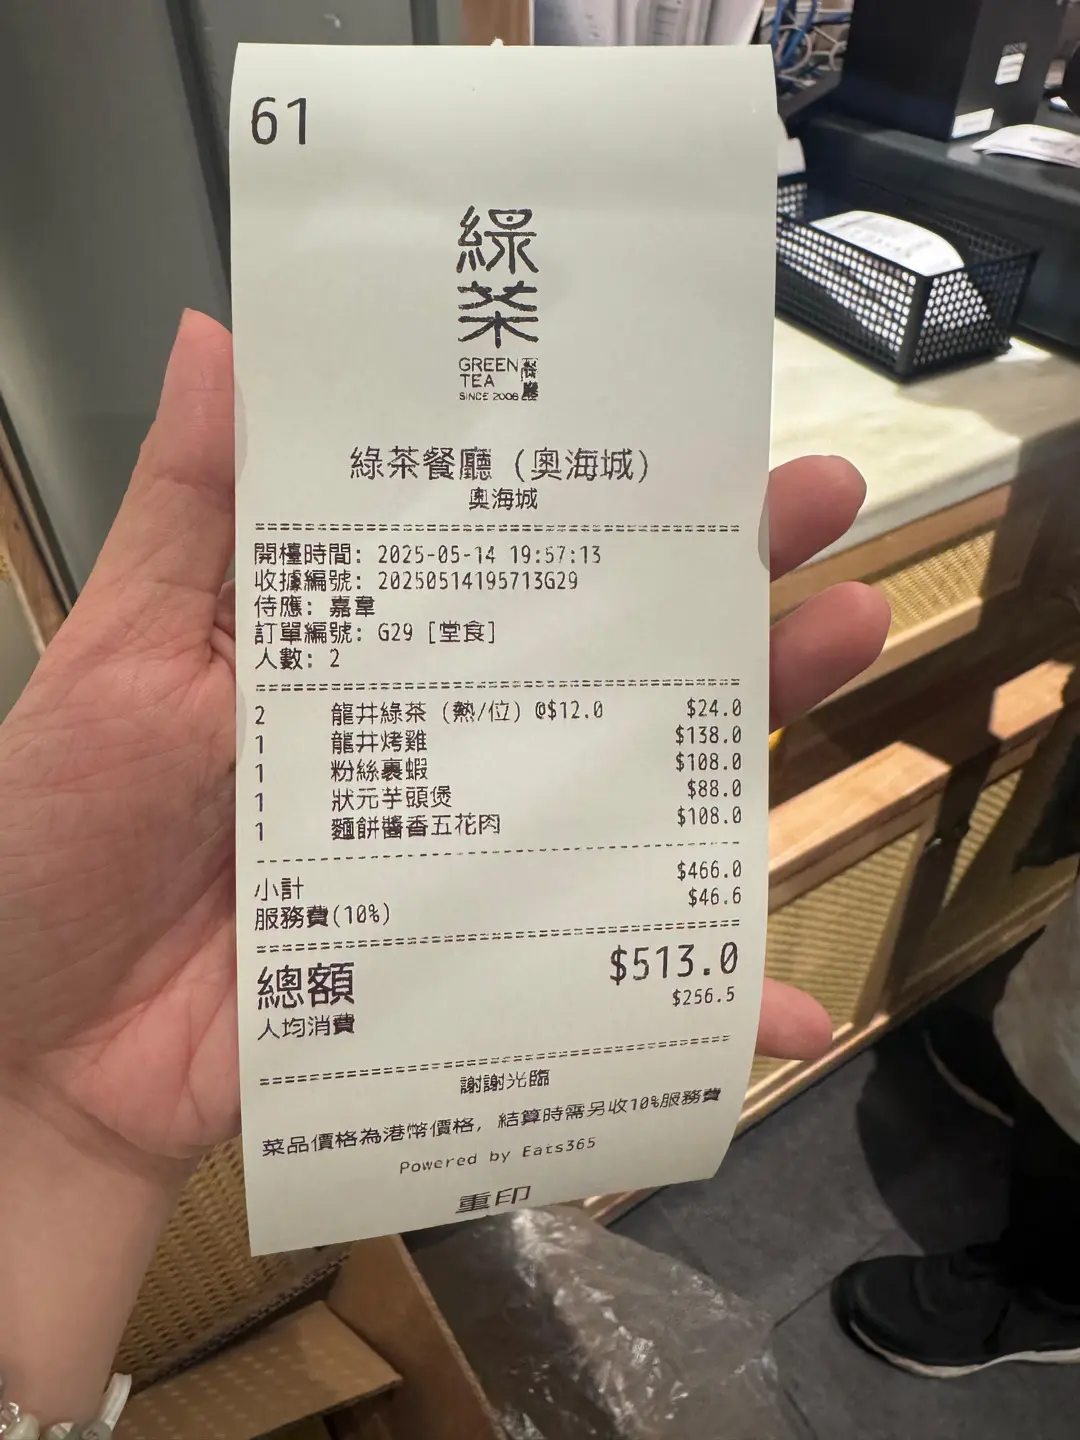 61
綠
茶
GREEN
TEA
SINCE 2008
餐廳
綠茶餐廳 (奧海城)
奧海城
開檯時間: 2025-05-14 19:57:13
收據編號: 20250514195713G29
侍應: 嘉韋
訂單編號: G29 [堂食]
人數: 2
2 龍井綠茶 (熱/位) @$12.0 $24.0
1 龍井烤雞 $138.0
1 粉絲裹蝦 $108.0
1 狀元芋頭煲 $88.0
1 麵餅醬香五花肉 $108.0
小計 $466.0
服務費(10%) $46.6
總額 $513.0
人均消費 $256.5
謝謝光臨
菜品價格為港幣價格, 結算時需另收10%服務費
Powered by Eats365
重印